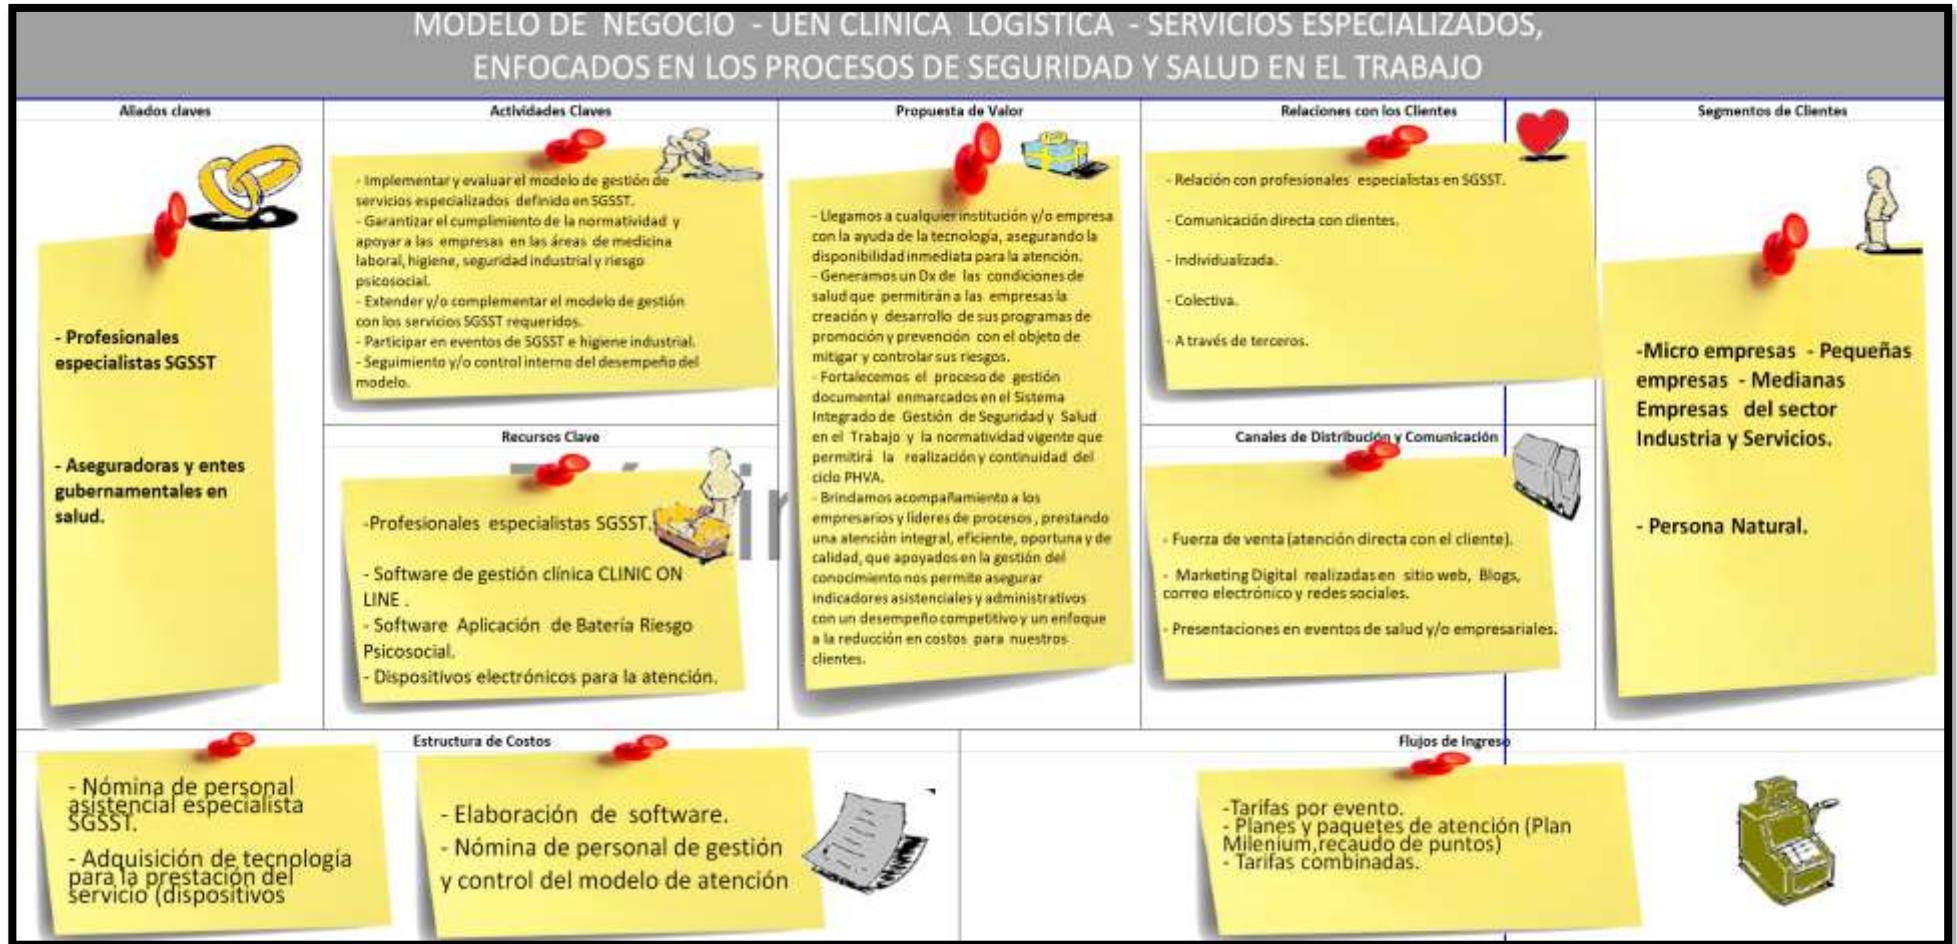 MODELO DE NEGOCIO - UEN CLINICA LOGISTICA - SERVICIOS ESPECIALIZADOS,
ENFOCADOS EN LOS PROCESOS DE SEGURIDAD Y SALUD EN EL TRABAJO
Aliados claves
- Profesionales
especialistas SGSST
- Aseguradoras y entes
gubernamentales en
salud.
Actividades Claves
- Implementar y evaluar el modelo de gestión de
servicios especializados definido en SGSST.
- Garantizar el cumplimiento de la normatividad y
apoyar a las empresas en las áreas de medicina
laboral, higiene, seguridad industrial y riesgo
psicosocial.
- Extender y/o complementar el modelo de gestión
con los servicios SGSST requeridos.
- Participar en eventos de SGSST e higiene industrial.
- Seguimiento y/o control interno del desempeño del
modelo.
Recursos Clave
-Profesionales especialistas SGSST.
- Software de gestión clínica CLINIC ON
LINE .
- Software Aplicación de Batería Riesgo
Psicosocial.
- Dispositivos electrónicos para la atención.
Propuesta de Valor
- Llegamos a cualquier institución y/o empresa
con la ayuda de la tecnología, asegurando la
disponibilidad inmediata para la atención.
- Generamos un Dx de las condiciones de
salud que permitirán a las empresas la
creación y desarrollo de sus programas de
promoción y prevención con el objeto de
mitigar y controlar sus riesgos.
- Fortalecemos el proceso de gestión
documental enmarcados en el Sistema
Integrado de Gestión de Seguridad y Salud
en el Trabajo y la normatividad vigente que
permitirá la realización y continuidad del
ciclo PHVA.
- Brindamos acompañamiento a los
empresarios y líderes de procesos , prestando
una atención integral, eficiente, oportuna y de
calidad, que apoyados en la gestión del
conocimiento nos permite asegurar
indicadores asistenciales y administrativos
con un desempeño competitivo y un enfoque
a la reducción en costos para nuestros
clientes.
Relaciones con los Clientes
- Relación con profesionales especialistas en SGSST.
- Comunicación directa con clientes.
- Individualizada.
- Colectiva.
- A través de terceros.
Canales de Distribución y Comunicación
- Fuerza de venta (atención directa con el cliente).
- Marketing Digital realizadas en sitio web, Blogs,
correo electrónico y redes sociales.
- Presentaciones en eventos de salud y/o empresariales.
Segmentos de Clientes
-Micro empresas - Pequeñas
empresas - Medianas
Empresas del sector
Industria y Servicios.
- Persona Natural.
Estructura de Costos
- Nómina de personal
asistencial especialista
SGSST.
- Adquisición de tecnología
para la prestación del
servicio (dispositivos
- Elaboración de software.
- Nómina de personal de gestión
y control del modelo de atención
Flujos de Ingreso
-Tarifas por evento.
- Planes y paquetes de atención (Plan
Milenium,recaudo de puntos)
- Tarifas combinadas.